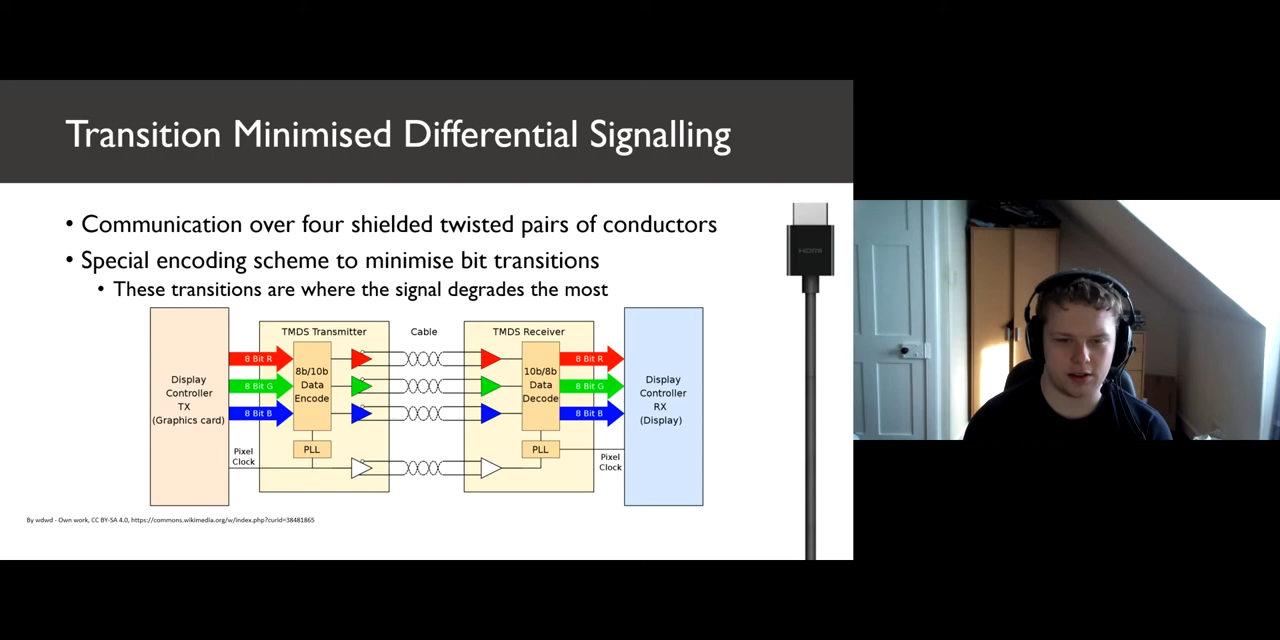 Transition Minimised Differential Signalling
• Communication over four shielded twisted pairs of conductors
• Special encoding scheme to minimise bit transitions
• These transitions are where the signal degrades the most
HDMI
TMDS Transmitter
Cable
TMDS Receiver
8 Bit R
8 Bit G
8 Bit B
8b/10b
Data
Encode
10b/8b
Data
Decode
8 Bit R
8 Bit G
8 Bit B
Display
Controller
TX
(Graphics card)
Display
Controller
RX
(Display)
PLL
PLL
Pixel
Clock
Pixel
Clock
By wdwd - Own work, CC BY-SA 4.0, https://commons.wikimedia.org/w/index.php?curid=38481865